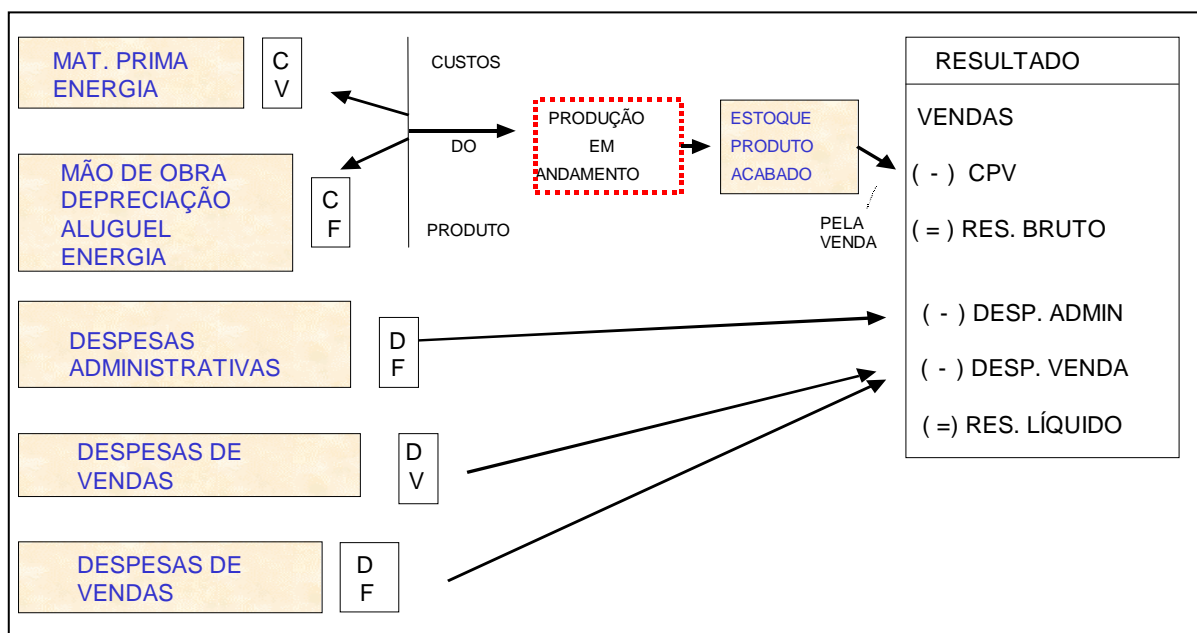 MAT. PRIMA
ENERGIA
C
V
MÃO DE OBRA
DEPRECIAÇÃO
ALUGUEL
ENERGIA
C
F
CUSTOS
DO
PRODUTO
PRODUÇÃO
EM
ANDAMENTO
ESTOQUE
PRODUTO
ACABADO
PELA
VENDA
RESULTADO
VENDAS
( - ) CPV
( = ) RES. BRUTO
( - ) DESP. ADMIN
( - ) DESP. VENDA
( =) RES. LÍQUIDO
DESPESAS
ADMINISTRATIVAS
D
F
DESPESAS DE
VENDAS
D
V
DESPESAS DE
VENDAS
D
F